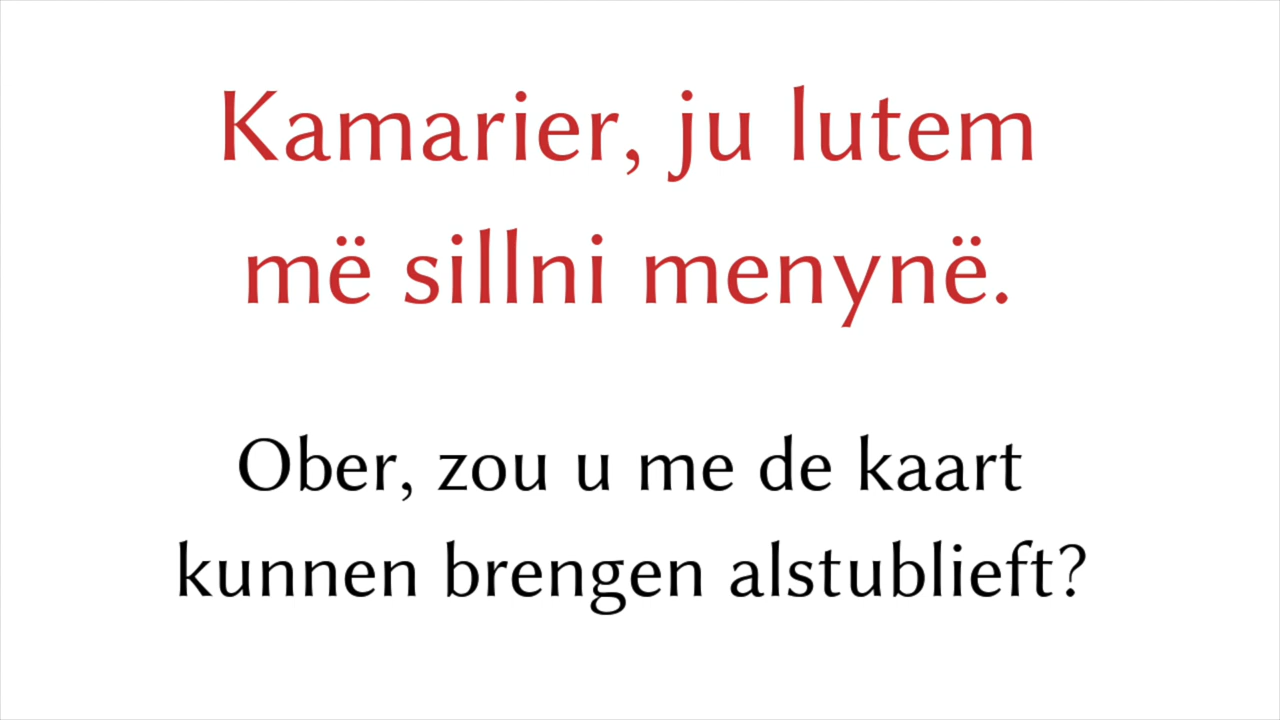 Kamarier, ju lutem
më sillni menynë.
Ober, zou u me de kaart
kunnen brengen alstublieft?